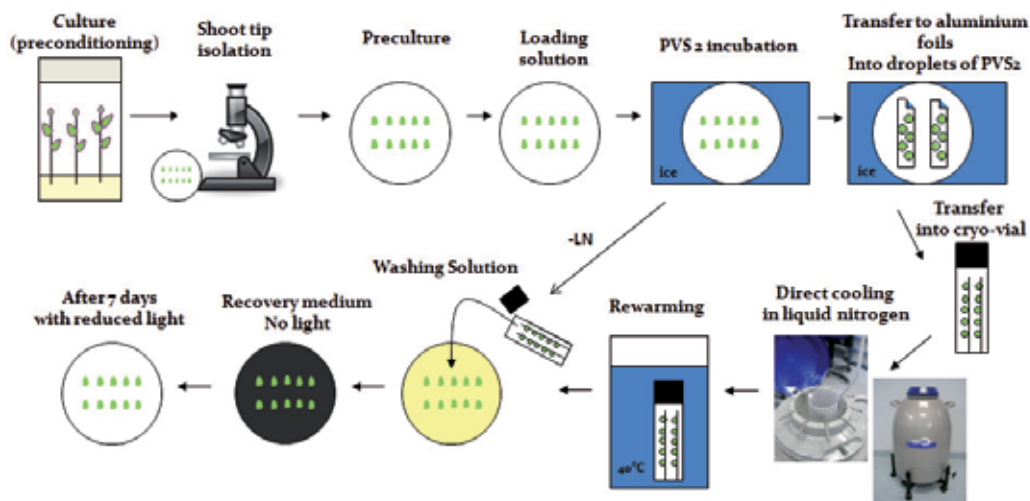 Culture
(preconditioning)
Shoot tip
isolation
Preculture
Loading
solution
PVS 2 incubation
ice
Transfer to aluminium
foils
Into droplets of PVS2
ice
Transfer
into cryo-vial
-LN
Washing Solution
After 7 days
with reduced light
Recovery medium
No light
Rewarming
40°C
Direct cooling
in liquid nitrogen